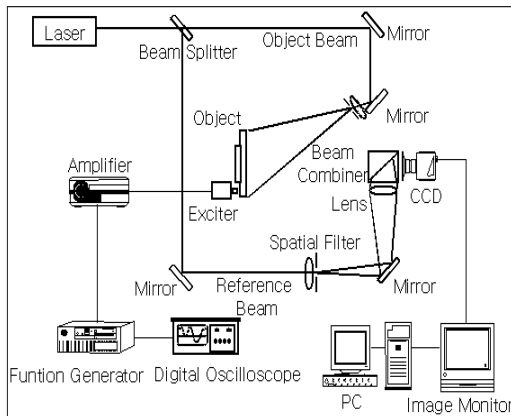 Laser
Object Beam
Mirror
Beam Splitter
Mirror
Object
Beam
Combiner
Amplifier
CCD
Lens
Exciter
Spatial Filter
Mirror
Reference
Beam
Mirror
Funtion Generator
Digital Oscilloscope
PC
Image Monitor